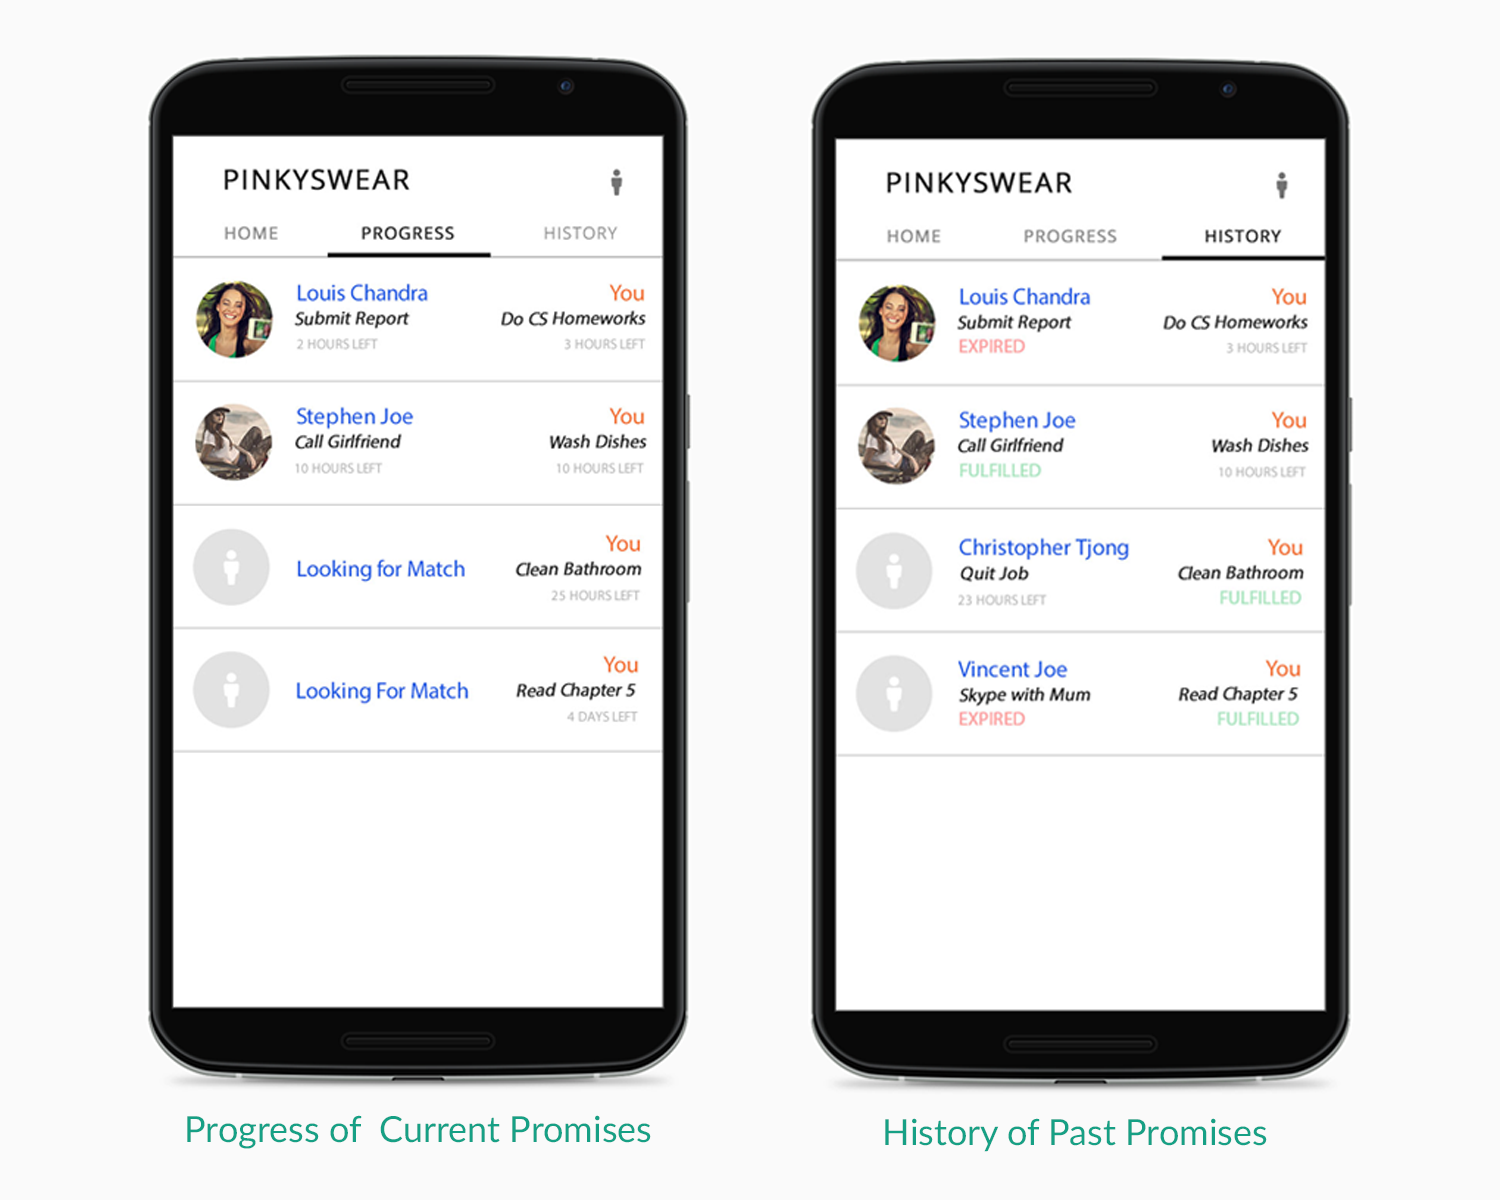 PINKYSWEAR
HOME PROGRESS HISTORY
Louis Chandra You
Submit Report Do CS Homeworks
2 HOURS LEFT 3 HOURS LEFT
Stephen Joe You
Call Girlfriend Wash Dishes
10 HOURS LEFT 10 HOURS LEFT
You
Looking for Match Clean Bathroom
25 HOURS LEFT
You
Looking For Match Read Chapter 5
4 DAYS LEFT
Progress of Current Promises
PINKYSWEAR
HOME PROGRESS HISTORY
Louis Chandra You
Submit Report Do CS Homeworks
EXPIRED 3 HOURS LEFT
Stephen Joe You
Call Girlfriend Wash Dishes
FULFILLED 10 HOURS LEFT
Christopher Tjong You
Quit Job Clean Bathroom
23 HOURS LEFT FULFILLED
Vincent Joe You
Skype with Mum Read Chapter 5
EXPIRED FULFILLED
History of Past Promises